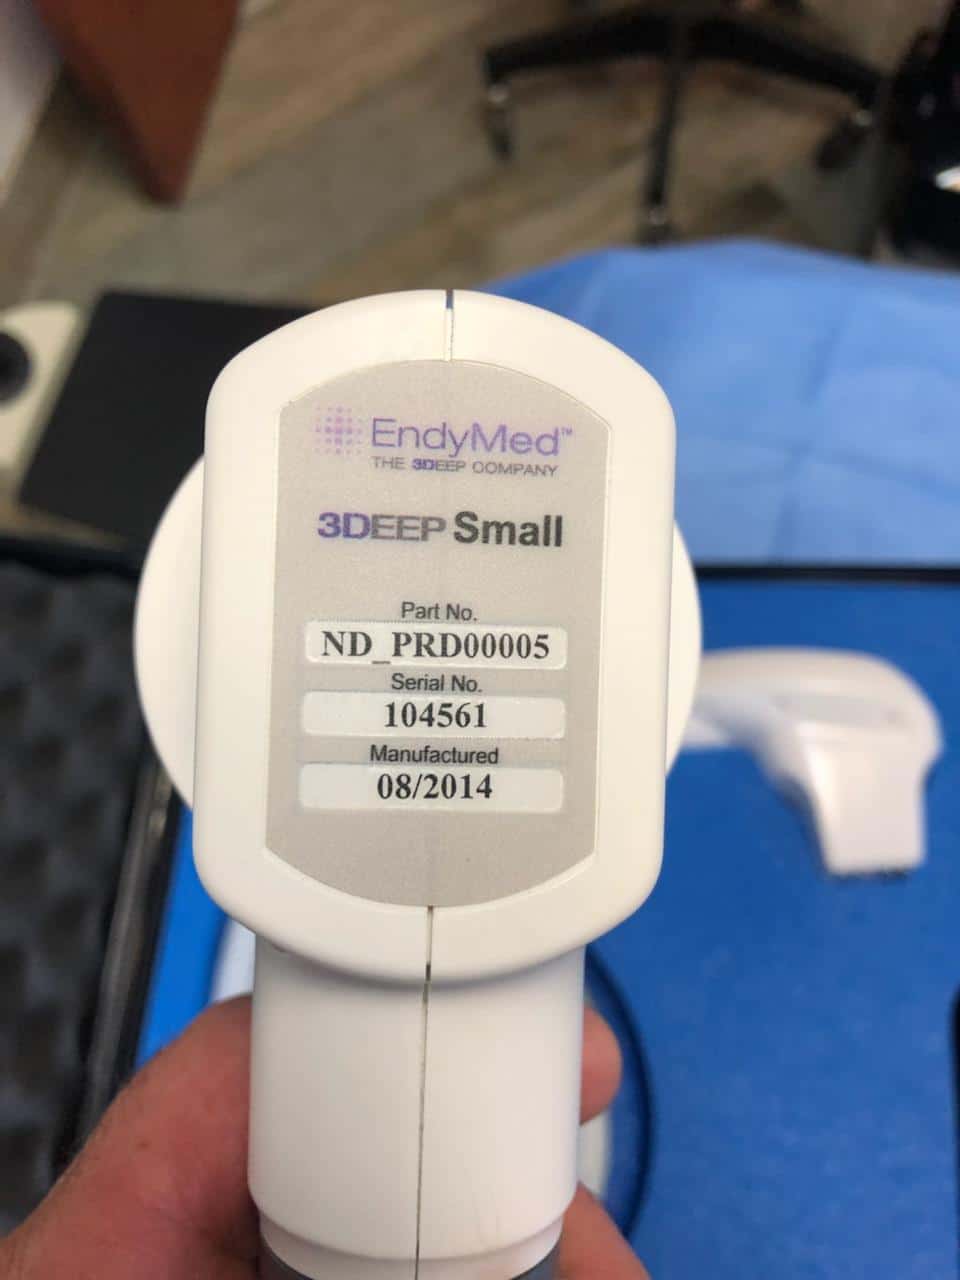 EndyMed™
THE 3DEEP COMPANY
3DEEP Small
Part No.
ND_PRD00005
Serial No.
104561
Manufactured
08/2014